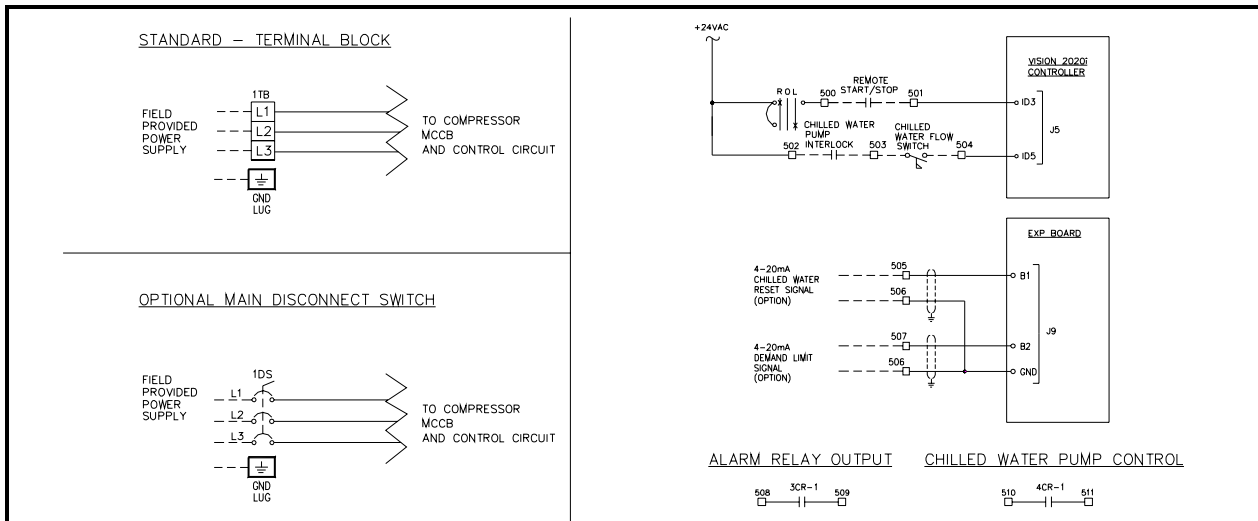 STANDARD - TERMINAL BLOCK
1TB
FIELD
PROVIDED
POWER
SUPPLY
L1
L2
L3
TO COMPRESSOR
MCCB
AND CONTROL CIRCUIT
GND
LUG
OPTIONAL MAIN DISCONNECT SWITCH
1DS
FIELD
PROVIDED
POWER
SUPPLY
L1
L2
L3
TO COMPRESSOR
MCCB
AND CONTROL CIRCUIT
GND
LUG
+24VAC
VISION 2020i
CONTROLLER
R O L
500
REMOTE
START/STOP
501
ID3
J5
CHILLED WATER
PUMP
INTERLOCK
CHILLED
WATER FLOW
SWITCH
502
503
504
ID5
EXP BOARD
4-20mA
CHILLED WATER
RESET SIGNAL
(OPTION)
505
B1
506
J9
4-20mA
DEMAND LIMIT
SIGNAL
(OPTION)
507
B2
506
GND
ALARM RELAY OUTPUT
508
3CR-1
509
CHILLED WATER PUMP CONTROL
510
4CR-1
511